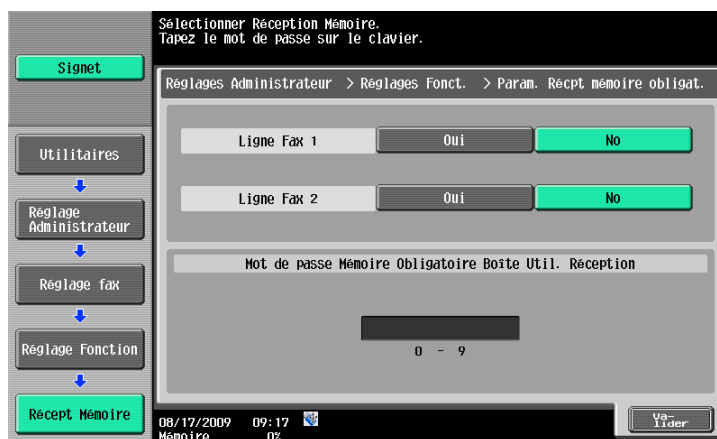 Sélectionner Réception Mémoire.
Tapez le mot de passe sur le clavier.
Signet
Réglages Administrateur > Réglages Fonct. > Param. Récpt mémoire obligat.
Ligne Fax 1
Oui
No
Utilitaires
Ligne Fax 2
Oui
No
Réglage
Administrateur
Mot de passe Mémoire Obligatoire Boîte Util. Réception
Réglage fax
0 - 9
Réglage Fonction
Récept Mémoire
08/17/2009 09:17
Mémoire 0%
Va-
lider